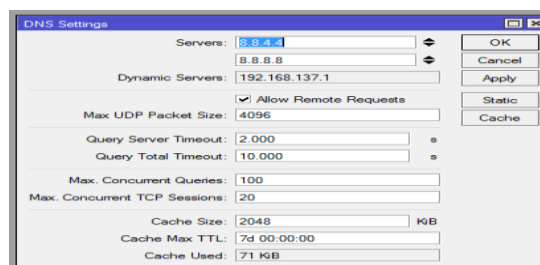 DNS Settings
Servers: 8.8.4.4
8.8.8.8
Dynamic Servers: 192.168.137.1
Allow Remote Requests
Max UDP Packet Size: 4096
Query Server Timeout: 2.000 s
Query Total Timeout: 10.000 s
Max. Concurrent Queries: 100
Max. Concurrent TCP Sessions: 20
Cache Size: 2048 KiB
Cache Max TTL: 7d 00:00:00
Cache Used: 71 KiB
OK
Cancel
Apply
Static
Cache